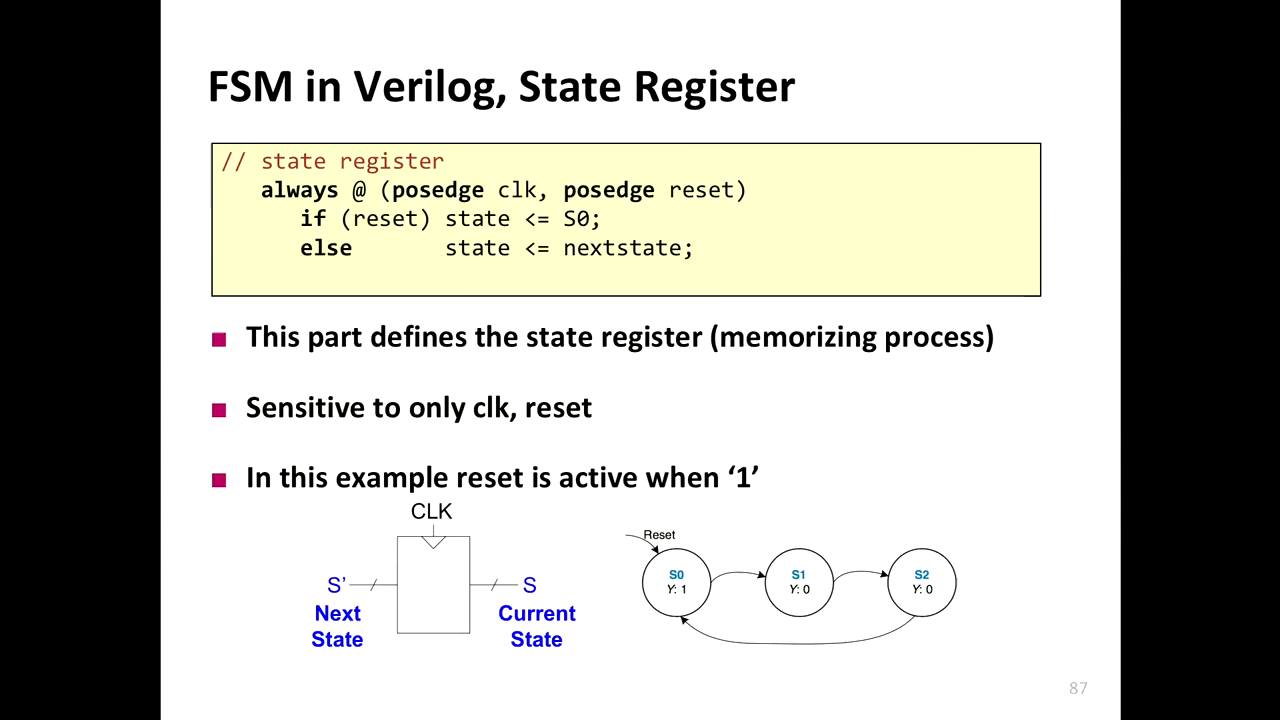 FSM in Verilog, State Register
// state register
always @ (posedge clk, posedge reset)
if (reset) state <= S0;
else state <= nextstate;
This part defines the state register (memorizing process)
Sensitive to only clk, reset
In this example reset is active when ‘1’
CLK
S’
S
Next
State
Current
State
Reset
S0
Y: 1
S1
Y: 0
S2
Y: 0
87